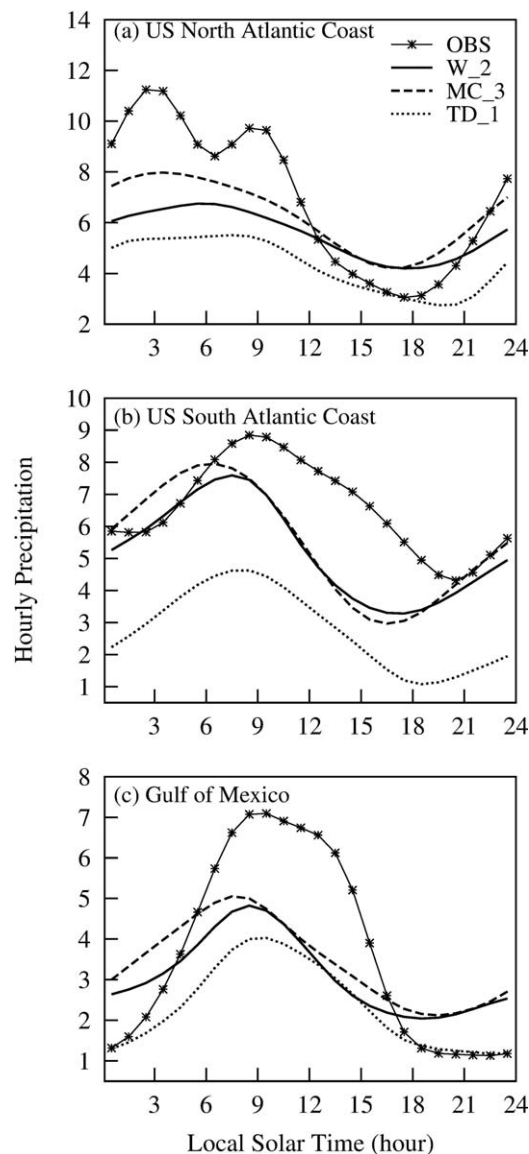 (a) US North Atlantic Coast
OBS
W_2
MC_3
TD_1
14
12
10
8
6
4
2
3 6 9 12 15 18 21 24
(b) US South Atlantic Coast
10
9
8
7
6
5
4
3
2
1
3 6 9 12 15 18 21 24
Hourly Precipitation
(c) Gulf of Mexico
8
7
6
5
4
3
2
1
3 6 9 12 15 18 21 24
Local Solar Time (hour)